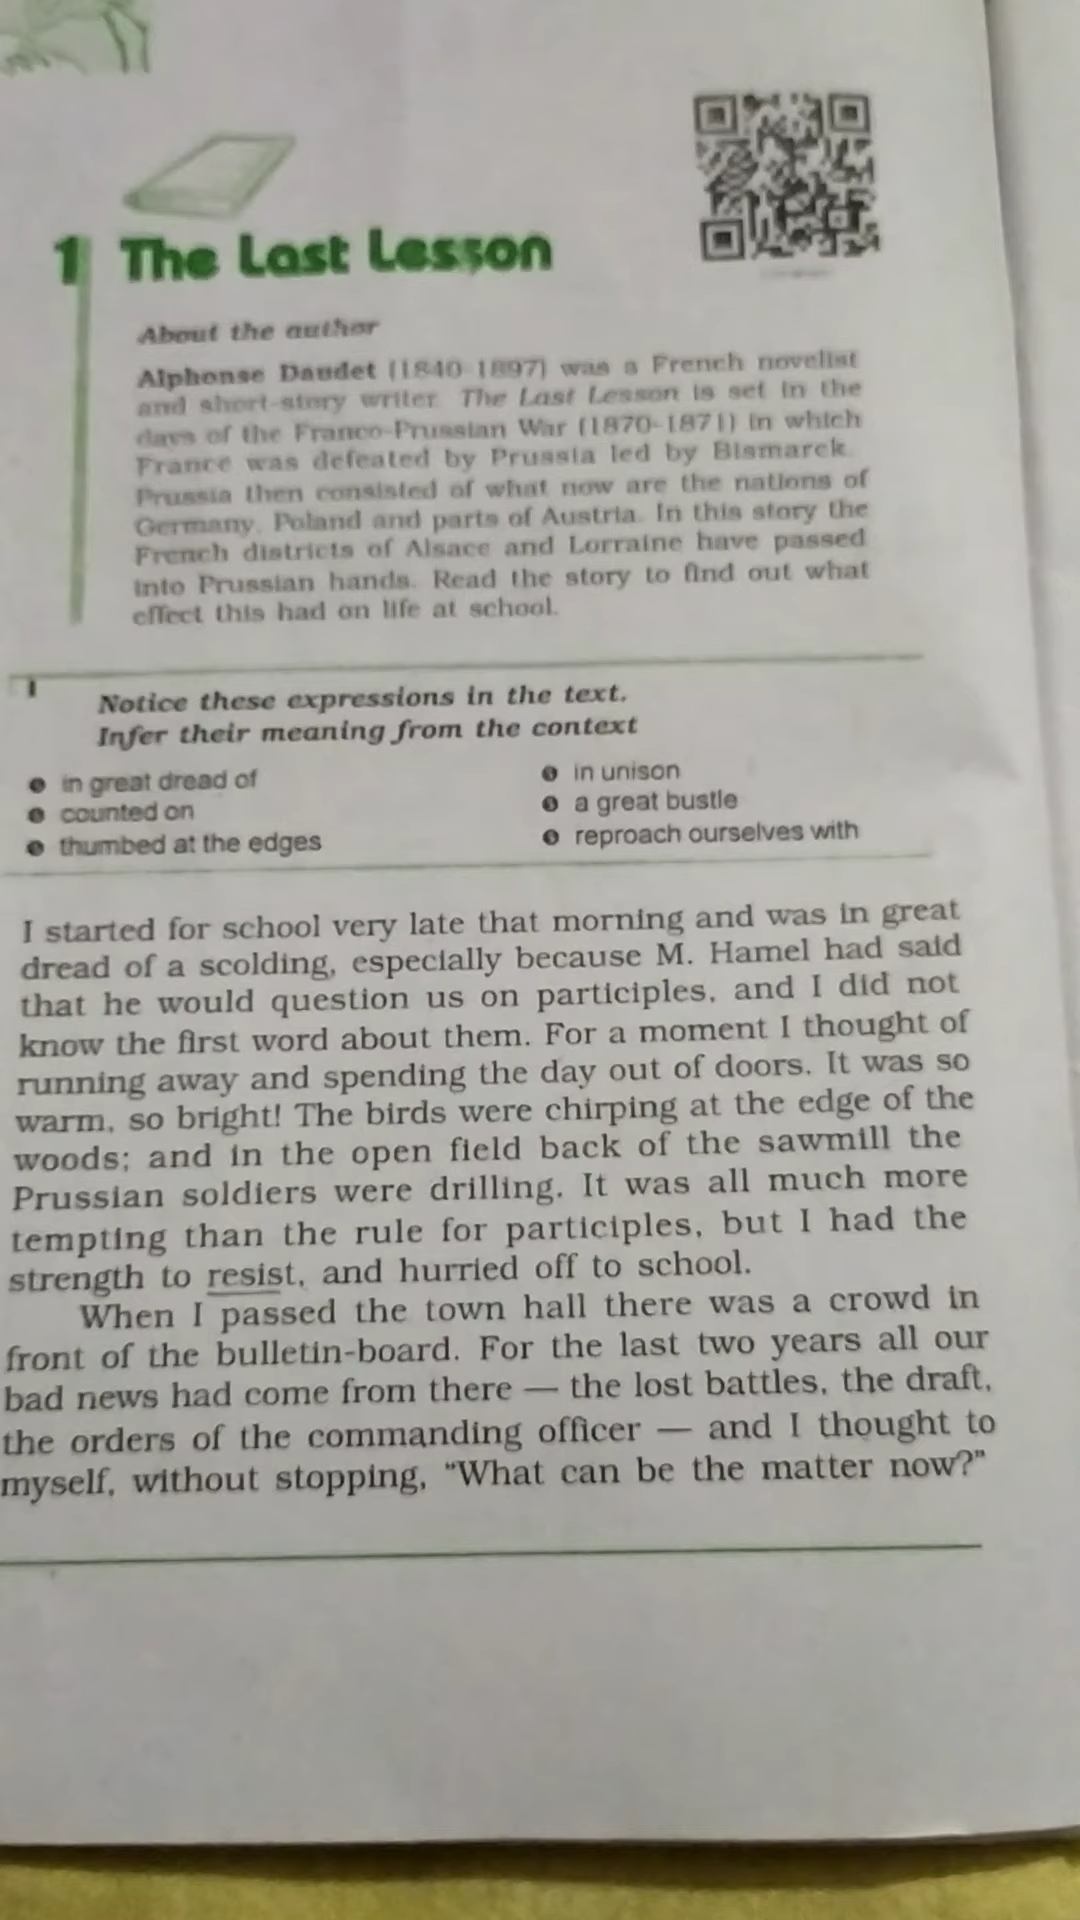 1 The Last Lesson
About the author
Alphonse Daudet (1840-1897) was a French novelist
and short-story writer. The Last Lesson is set in the
days of the Franco-Prussian War (1870-1871) in which
France was defeated by Prussia led by Bismarck.
Prussia then consisted of what now are the nations of
Germany, Poland and parts of Austria. In this story the
French districts of Alsace and Lorraine have passed
into Prussian hands. Read the story to find out what
effect this had on life at school.
Notice these expressions in the text.
Infer their meaning from the context
in great dread of
counted on
thumbed at the edges
in unison
a great bustle
reproach ourselves with
I started for school very late that morning and was in great
dread of a scolding, especially because M. Hamel had said
that he would question us on participles, and I did not
know the first word about them. For a moment I thought of
running away and spending the day out of doors. It was so
warm, so bright! The birds were chirping at the edge of the
woods; and in the open field back of the sawmill the
Prussian soldiers were drilling. It was all much more
tempting than the rule for participles, but I had the
strength to resist, and hurried off to school.
When I passed the town hall there was a crowd in
front of the bulletin-board. For the last two years all our
bad news had come from there — the lost battles, the draft,
the orders of the commanding officer — and I thought to
myself, without stopping, "What can be the matter now?"